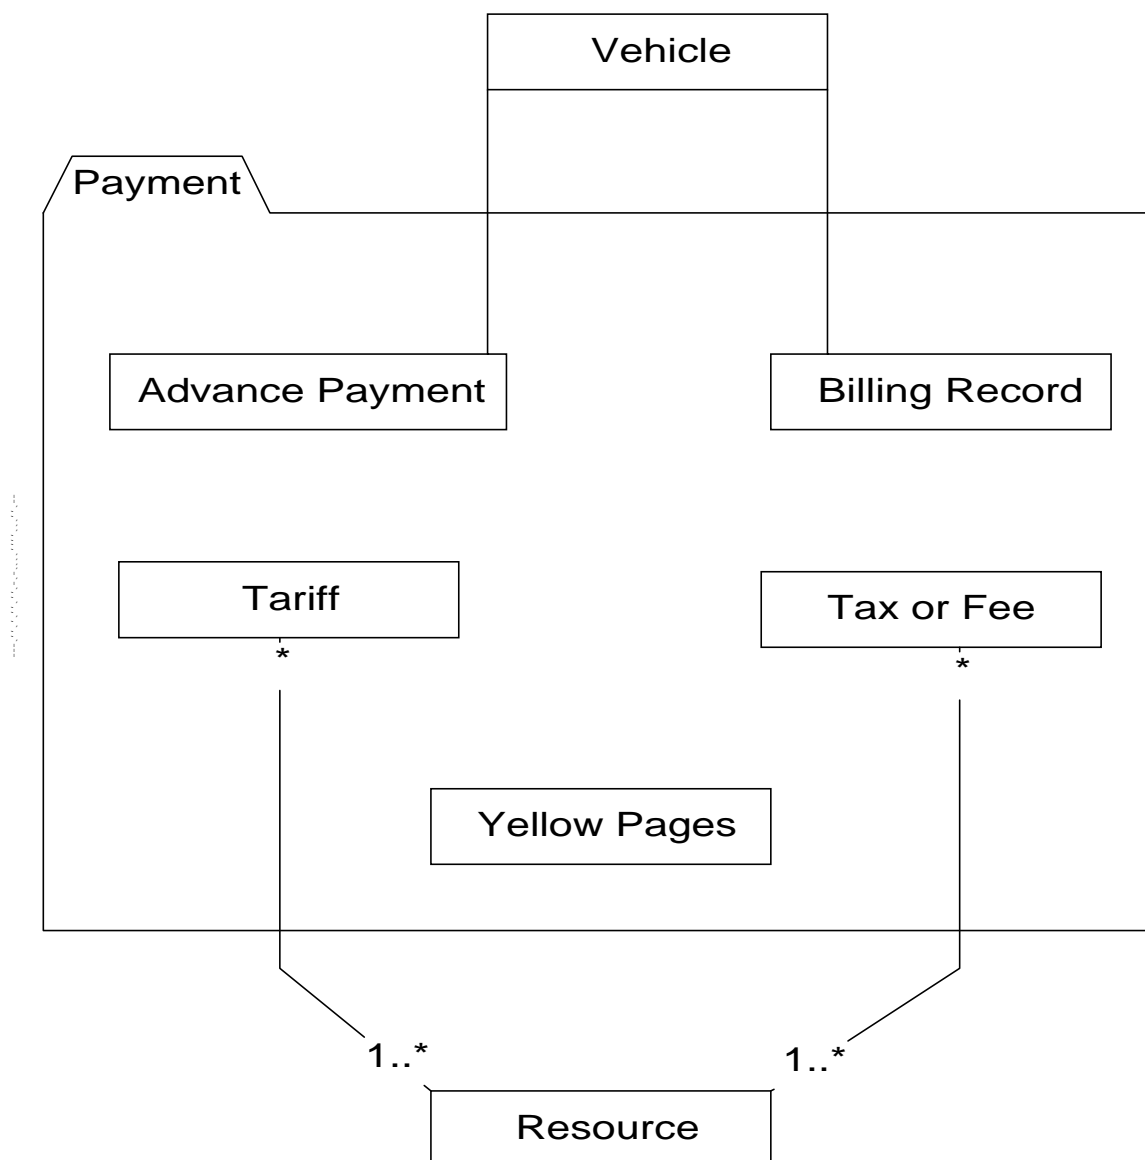 Vehicle
Payment
Advance Payment
Billing Record
Tariff
Tax or Fee
*
*
Yellow Pages
1..*
1..*
Resource